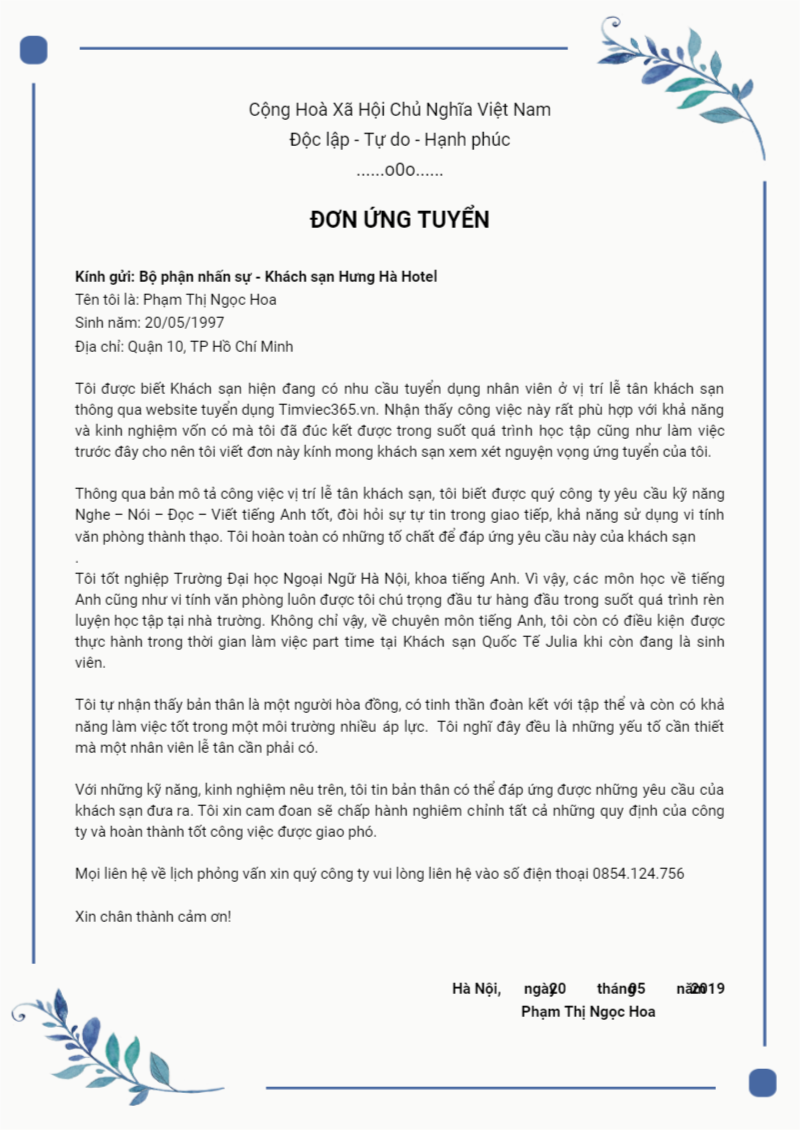 Cộng Hoà Xã Hội Chủ Nghĩa Việt Nam
Độc lập - Tự do - Hạnh phúc
......o0o......
ĐƠN ỨNG TUYỂN
Kính gửi: Bộ phận nhấn sự - Khách sạn Hưng Hà Hotel
Tên tôi là: Phạm Thị Ngọc Hoa
Sinh năm: 20/05/1997
Địa chỉ: Quận 10, TP Hồ Chí Minh
Tôi được biết Khách sạn hiện đang có nhu cầu tuyển dụng nhân viên ở vị trí lễ tân khách sạn
thông qua website tuyển dụng Timviec365.vn. Nhận thấy công việc này rất phù hợp với khả năng
và kinh nghiệm vốn có mà tôi đã đúc kết được trong suốt quá trình học tập cũng như làm việc
trước đây cho nên tôi viết đơn này kính mong khách sạn xem xét nguyện vọng ứng tuyển của tôi.
Thông qua bản mô tả công việc vị trí lễ tân khách sạn, tôi biết được quý công ty yêu cầu kỹ năng
Nghe – Nói – Đọc – Viết tiếng Anh tốt, đòi hỏi sự tự tin trong giao tiếp, khả năng sử dụng vi tính
văn phòng thành thạo. Tôi hoàn toàn có những tố chất để đáp ứng yêu cầu này của khách sạn
.
Tôi tốt nghiệp Trường Đại học Ngoại Ngữ Hà Nội, khoa tiếng Anh. Vì vậy, các môn học về tiếng
Anh cũng như vi tính văn phòng luôn được tôi chú trọng đầu tư hàng đầu trong suốt quá trình rèn
luyện học tập tại nhà trường. Không chỉ vậy, về chuyên môn tiếng Anh, tôi còn có điều kiện được
thực hành trong thời gian làm việc part time tại Khách sạn Quốc Tế Julia khi còn đang là sinh
viên.
Tôi tự nhận thấy bản thân là một người hòa đồng, có tinh thần đoàn kết với tập thể và còn có khả
năng làm việc tốt trong một môi trường nhiều áp lực. Tôi nghĩ đây đều là những yếu tố cần thiết
mà một nhân viên lễ tân cần phải có.
Với những kỹ năng, kinh nghiệm nêu trên, tôi tin bản thân có thể đáp ứng được những yêu cầu của
khách sạn đưa ra. Tôi xin cam đoan sẽ chấp hành nghiêm chỉnh tất cả những quy định của công
ty và hoàn thành tốt công việc được giao phó.
Mọi liên hệ về lịch phỏng vấn xin quý công ty vui lòng liên hệ vào số điện thoại 0854.124.756
Xin chân thành cảm ơn!
Hà Nội, ngày 20 tháng 05 năm 2019
Phạm Thị Ngọc Hoa